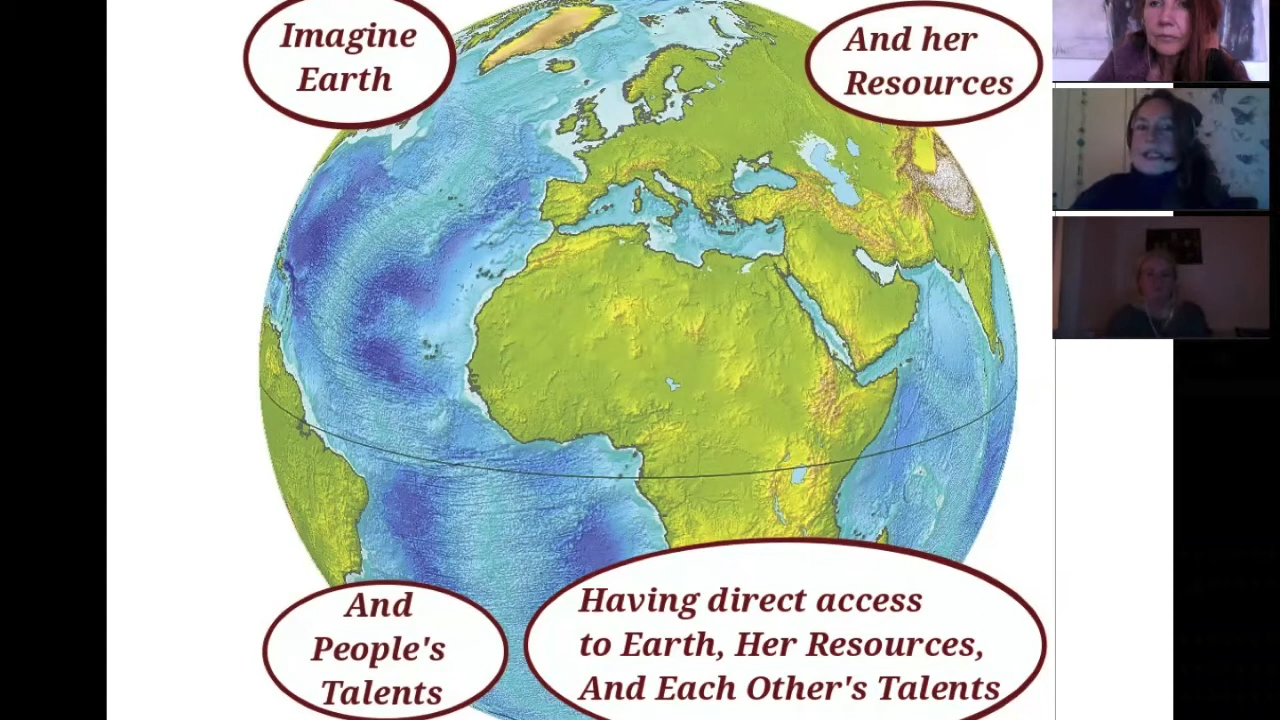 Imagine
Earth
And her
Resources
And
People's
Talents
Having direct access
to Earth, Her Resources,
And Each Other's Talents